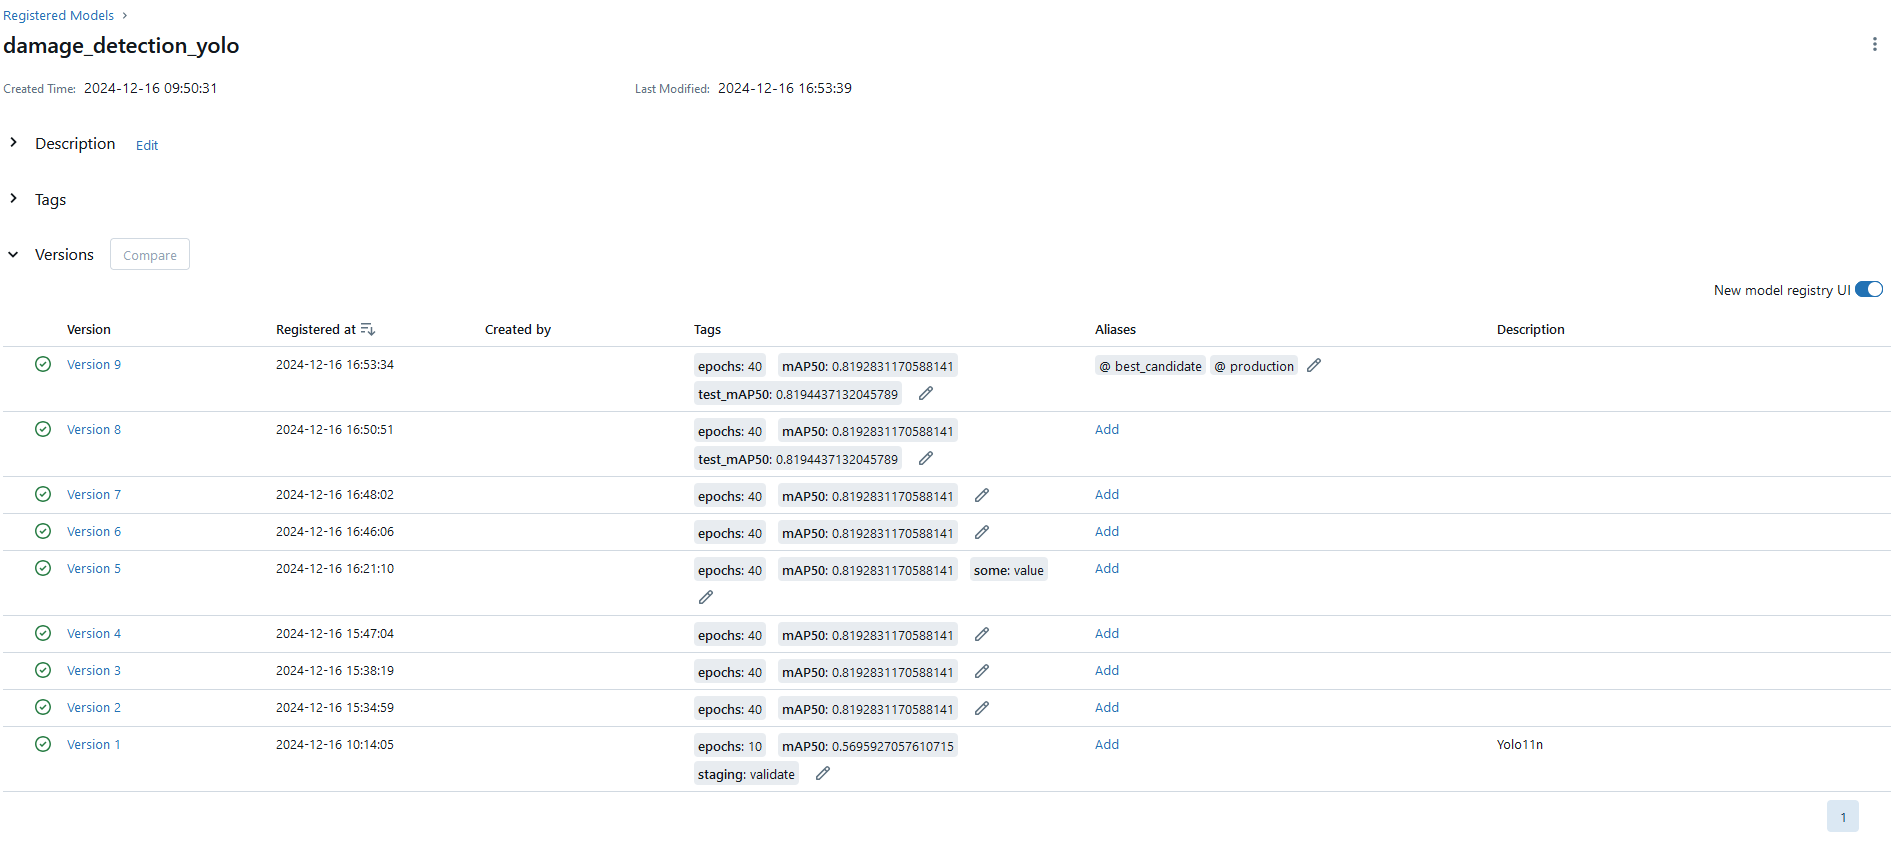 Registered Models
damage_detection_yolo
Created Time: 2024-12-16 09:50:31 Last Modified: 2024-12-16 16:53:39
Description Edit
Tags
Versions Compare
New model registry UI
Version Registered at Created by Tags Aliases Description
Version 9 2024-12-16 16:53:34 epochs: 40 mAP50: 0.8192831170588141 @ best_candidate @ production
test_mAP50: 0.8194437132045789
Version 8 2024-12-16 16:50:51 epochs: 40 mAP50: 0.8192831170588141 Add
test_mAP50: 0.8194437132045789
Version 7 2024-12-16 16:48:02 epochs: 40 mAP50: 0.8192831170588141 Add
Version 6 2024-12-16 16:46:06 epochs: 40 mAP50: 0.8192831170588141 Add
Version 5 2024-12-16 16:21:10 epochs: 40 mAP50: 0.8192831170588141 some: value Add
Version 4 2024-12-16 15:47:04 epochs: 40 mAP50: 0.8192831170588141 Add
Version 3 2024-12-16 15:38:19 epochs: 40 mAP50: 0.8192831170588141 Add
Version 2 2024-12-16 15:34:59 epochs: 40 mAP50: 0.8192831170588141 Add
Version 1 2024-12-16 10:14:05 epochs: 10 mAP50: 0.5695927057610715 Add Yolo11n
staging: validate
1